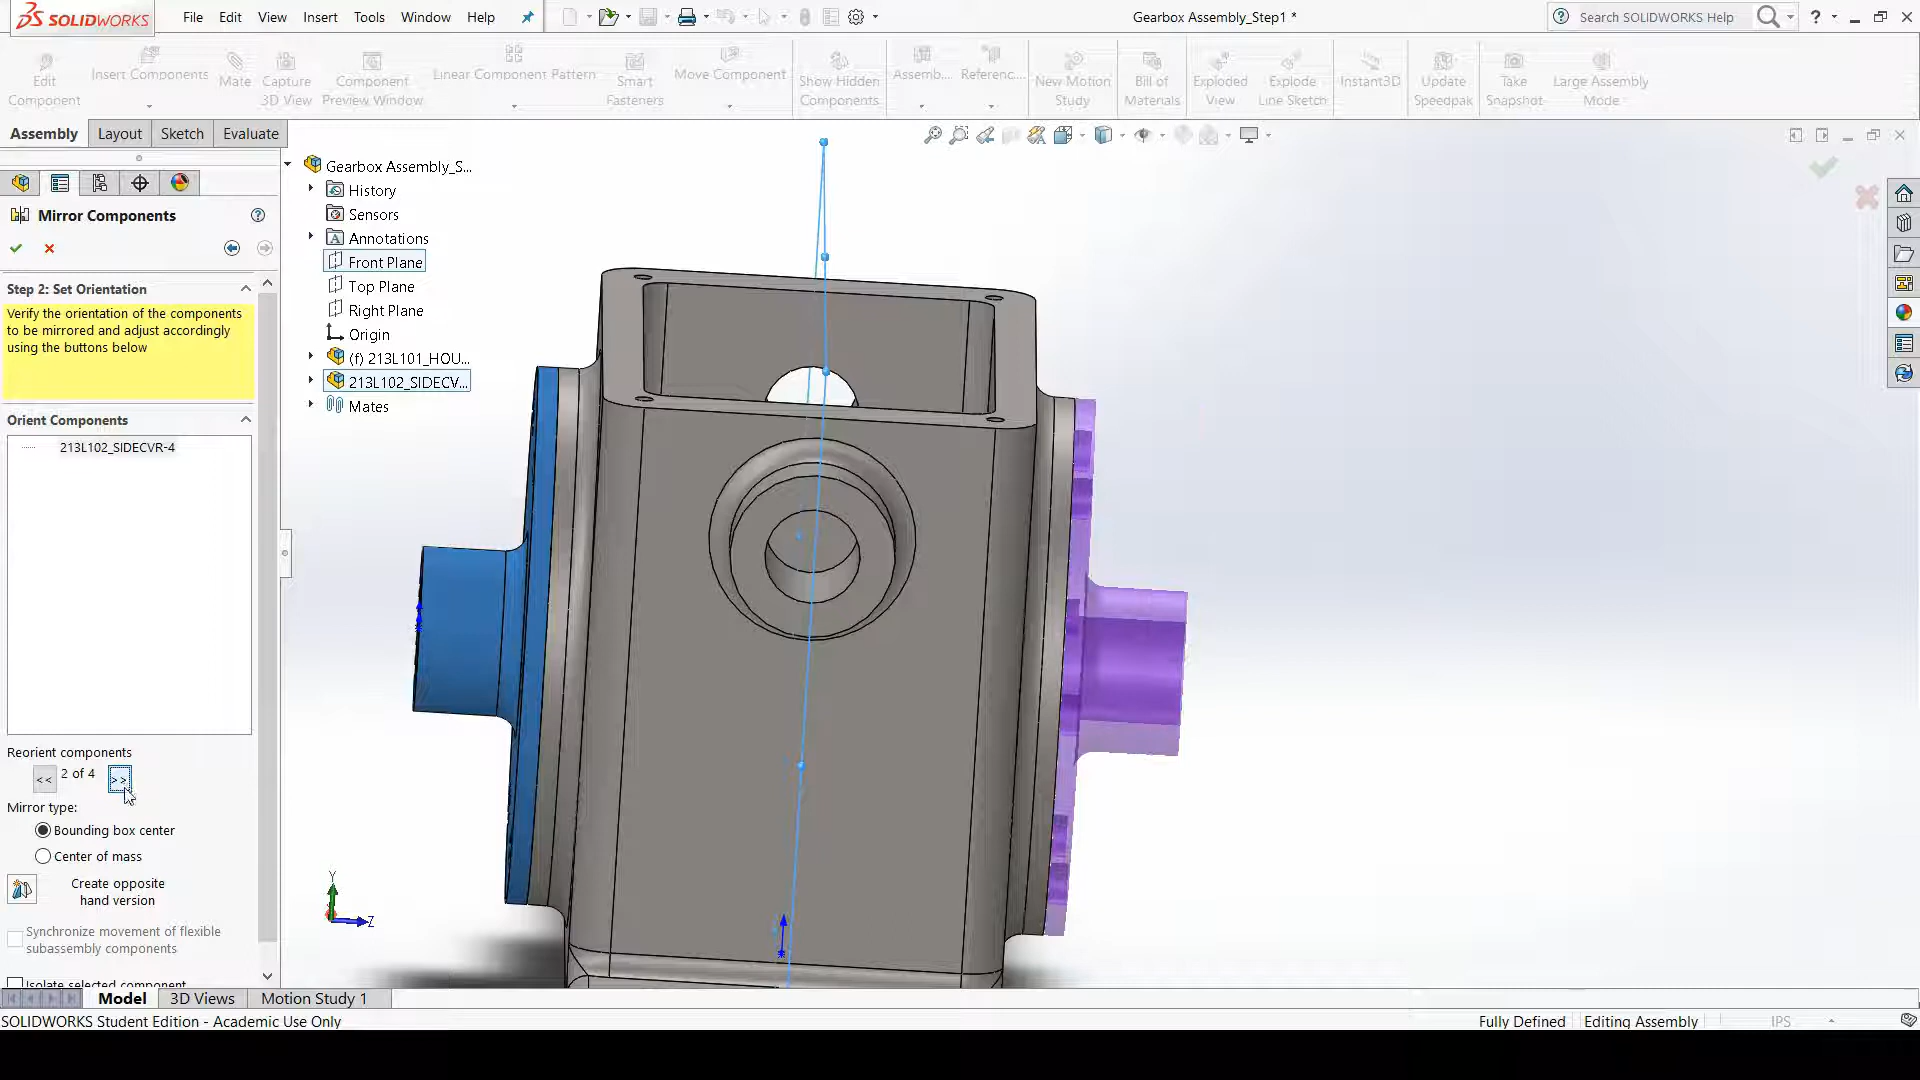 SOLIDWORKS
File Edit View Insert Tools Window Help
Gearbox Assembly_Step1 *
Search SOLIDWORKS Help
Edit Component
Insert Components
Mate
Capture 3D View
Component Preview Window
Linear Component Pattern
Smart Fasteners
Move Component
Show Hidden Components
Assemb...
Referenc...
New Motion Study
Bill of Materials
Exploded View
Explode Line Sketch
Instant3D
Update Speedpak
Take Snapshot
Large Assembly Mode
Assembly Layout Sketch Evaluate
Mirror Components
Step 2: Set Orientation
Verify the orientation of the components
to be mirrored and adjust accordingly
using the buttons below
Orient Components
213L102_SIDECVR-4
Reorient components
<< 2 of 4 >>
Mirror type:
Bounding box center
Center of mass
Create opposite
hand version
Synchronize movement of flexible
subassembly components
Isolate selected component
Gearbox Assembly_S...
History
Sensors
Annotations
Front Plane
Top Plane
Right Plane
Origin
(f) 213L101_HOU...
213L102_SIDECV...
Mates
Y
Z
Model 3D Views Motion Study 1
SOLIDWORKS Student Edition - Academic Use Only
Fully Defined Editing Assembly IPS